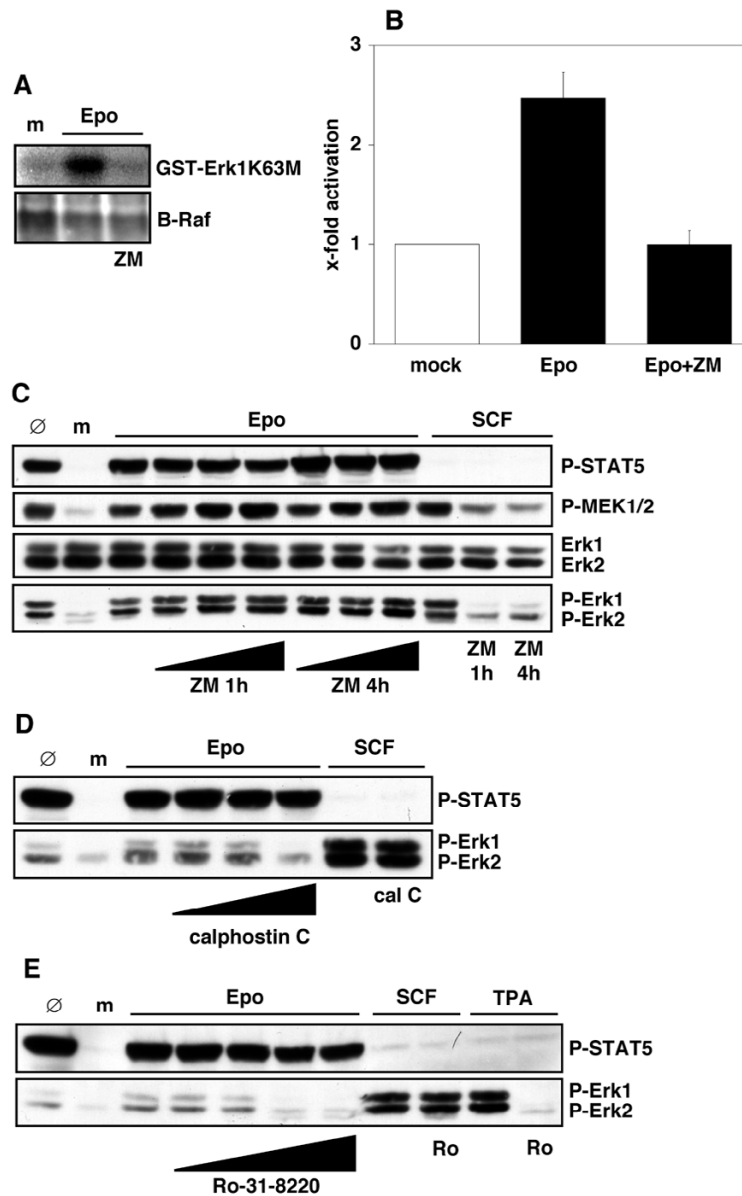 A
m Epo
GST-Erk1K63M
B-Raf
ZM
B
x-fold activation
3
2
1
0
mock Epo Epo+ZM
C
∅ m Epo SCF
P-STAT5
P-MEK1/2
Erk1
Erk2
P-Erk1
P-Erk2
ZM 1h ZM 4h ZM 1h ZM 4h
D
∅ m Epo SCF
P-STAT5
P-Erk1
P-Erk2
calphostin C cal C
E
∅ m Epo SCF TPA
P-STAT5
P-Erk1
P-Erk2
Ro-31-8220 Ro Ro